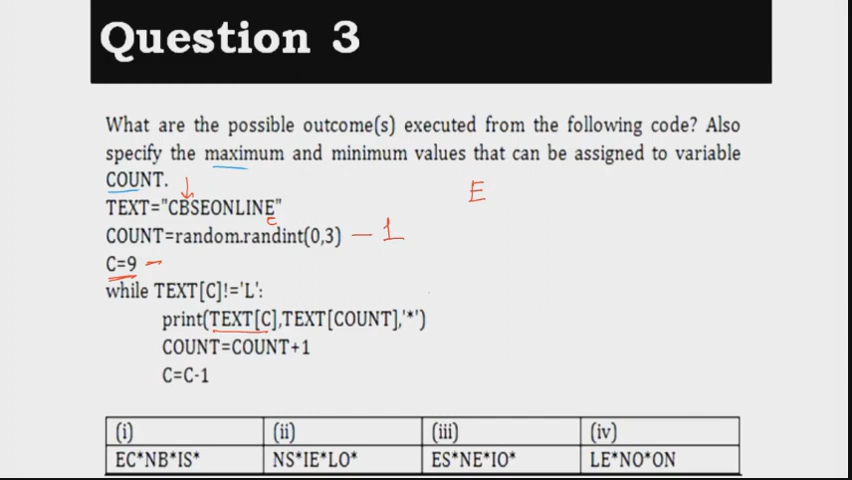 Question 3
What are the possible outcome(s) executed from the following code? Also
specify the maximum and minimum values that can be assigned to variable
COUNT.
E
TEXT="CBSEONLINE"
c
COUNT=random.randint(0,3) – 1
C=9 –
while TEXT[C]!='L':
print(TEXT[C],TEXT[COUNT],'*')
COUNT=COUNT+1
C=C-1
(i) (ii) (iii) (iv)
EC*NB*IS* NS*IE*LO* ES*NE*IO* LE*NO*ON